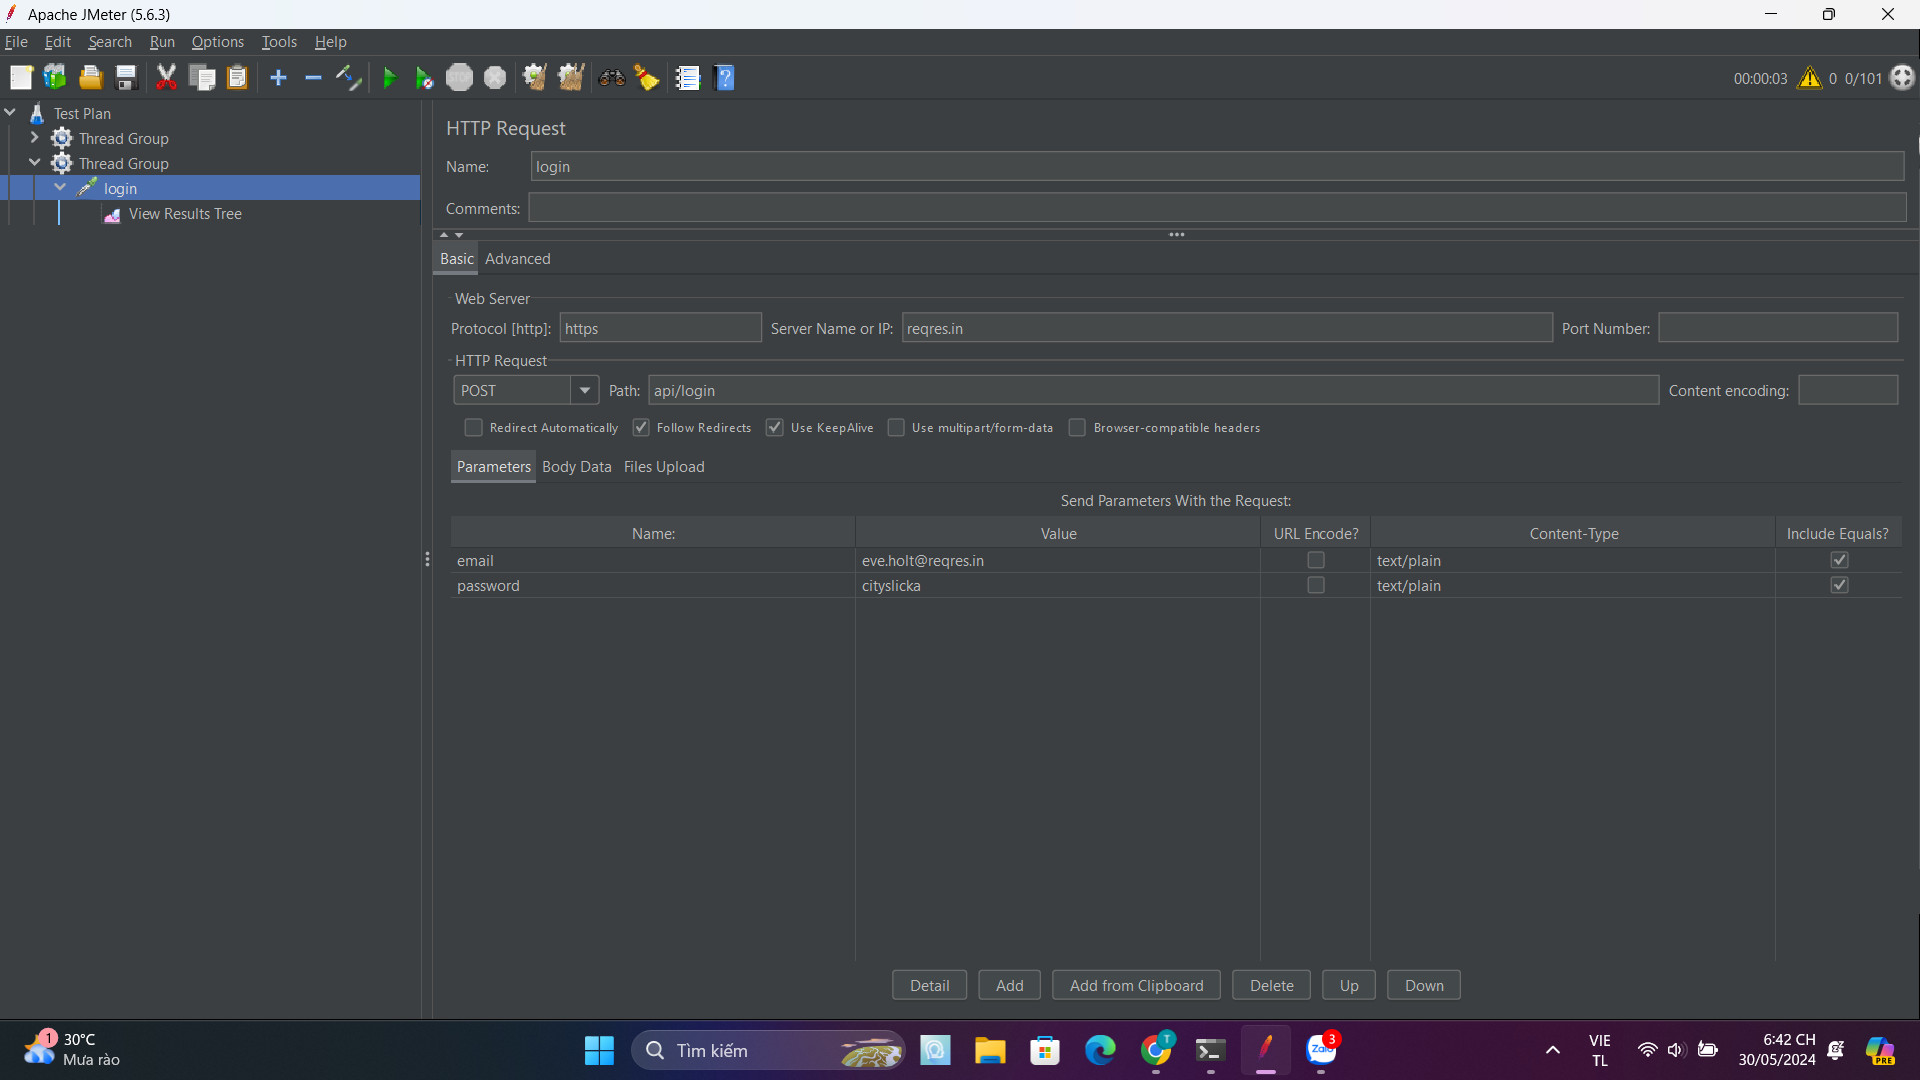 Apache JMeter (5.6.3)
File Edit Search Run Options Tools Help
STOP
00:00:03 0 0/101
Test Plan
Thread Group
Thread Group
login
View Results Tree
HTTP Request
Name: login
Comments:
Basic Advanced
Web Server
Protocol [http]: https Server Name or IP: reqres.in Port Number:
HTTP Request
POST Path: api/login Content encoding:
Redirect Automatically Follow Redirects Use KeepAlive Use multipart/form-data Browser-compatible headers
Parameters Body Data Files Upload
Send Parameters With the Request:
Name: Value URL Encode? Content-Type Include Equals?
email eve.holt@reqres.in text/plain
password cityslicka text/plain
Detail Add Add from Clipboard Delete Up Down
1 30°C
Mưa rào
Tìm kiếm
T
Zalo 3
VIE
TL
6:42 CH
30/05/2024
PRE